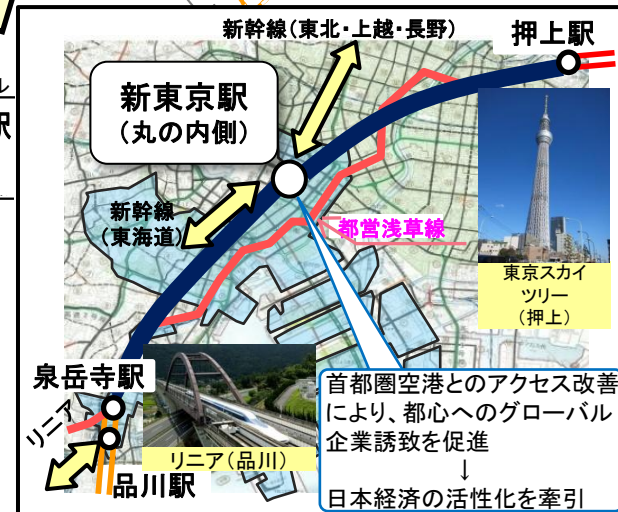 新幹線(東北・上越・長野)
押上駅
新東京駅
(丸の内側)
駅
新幹線
(東海道)
都営浅草線
東京スカイ
ツリー
(押上)
泉岳寺駅
リニア
リニア(品川)
品川駅
首都圏空港とのアクセス改善
により、都心へのグローバル
企業誘致を促進
↓
日本経済の活性化を牽引